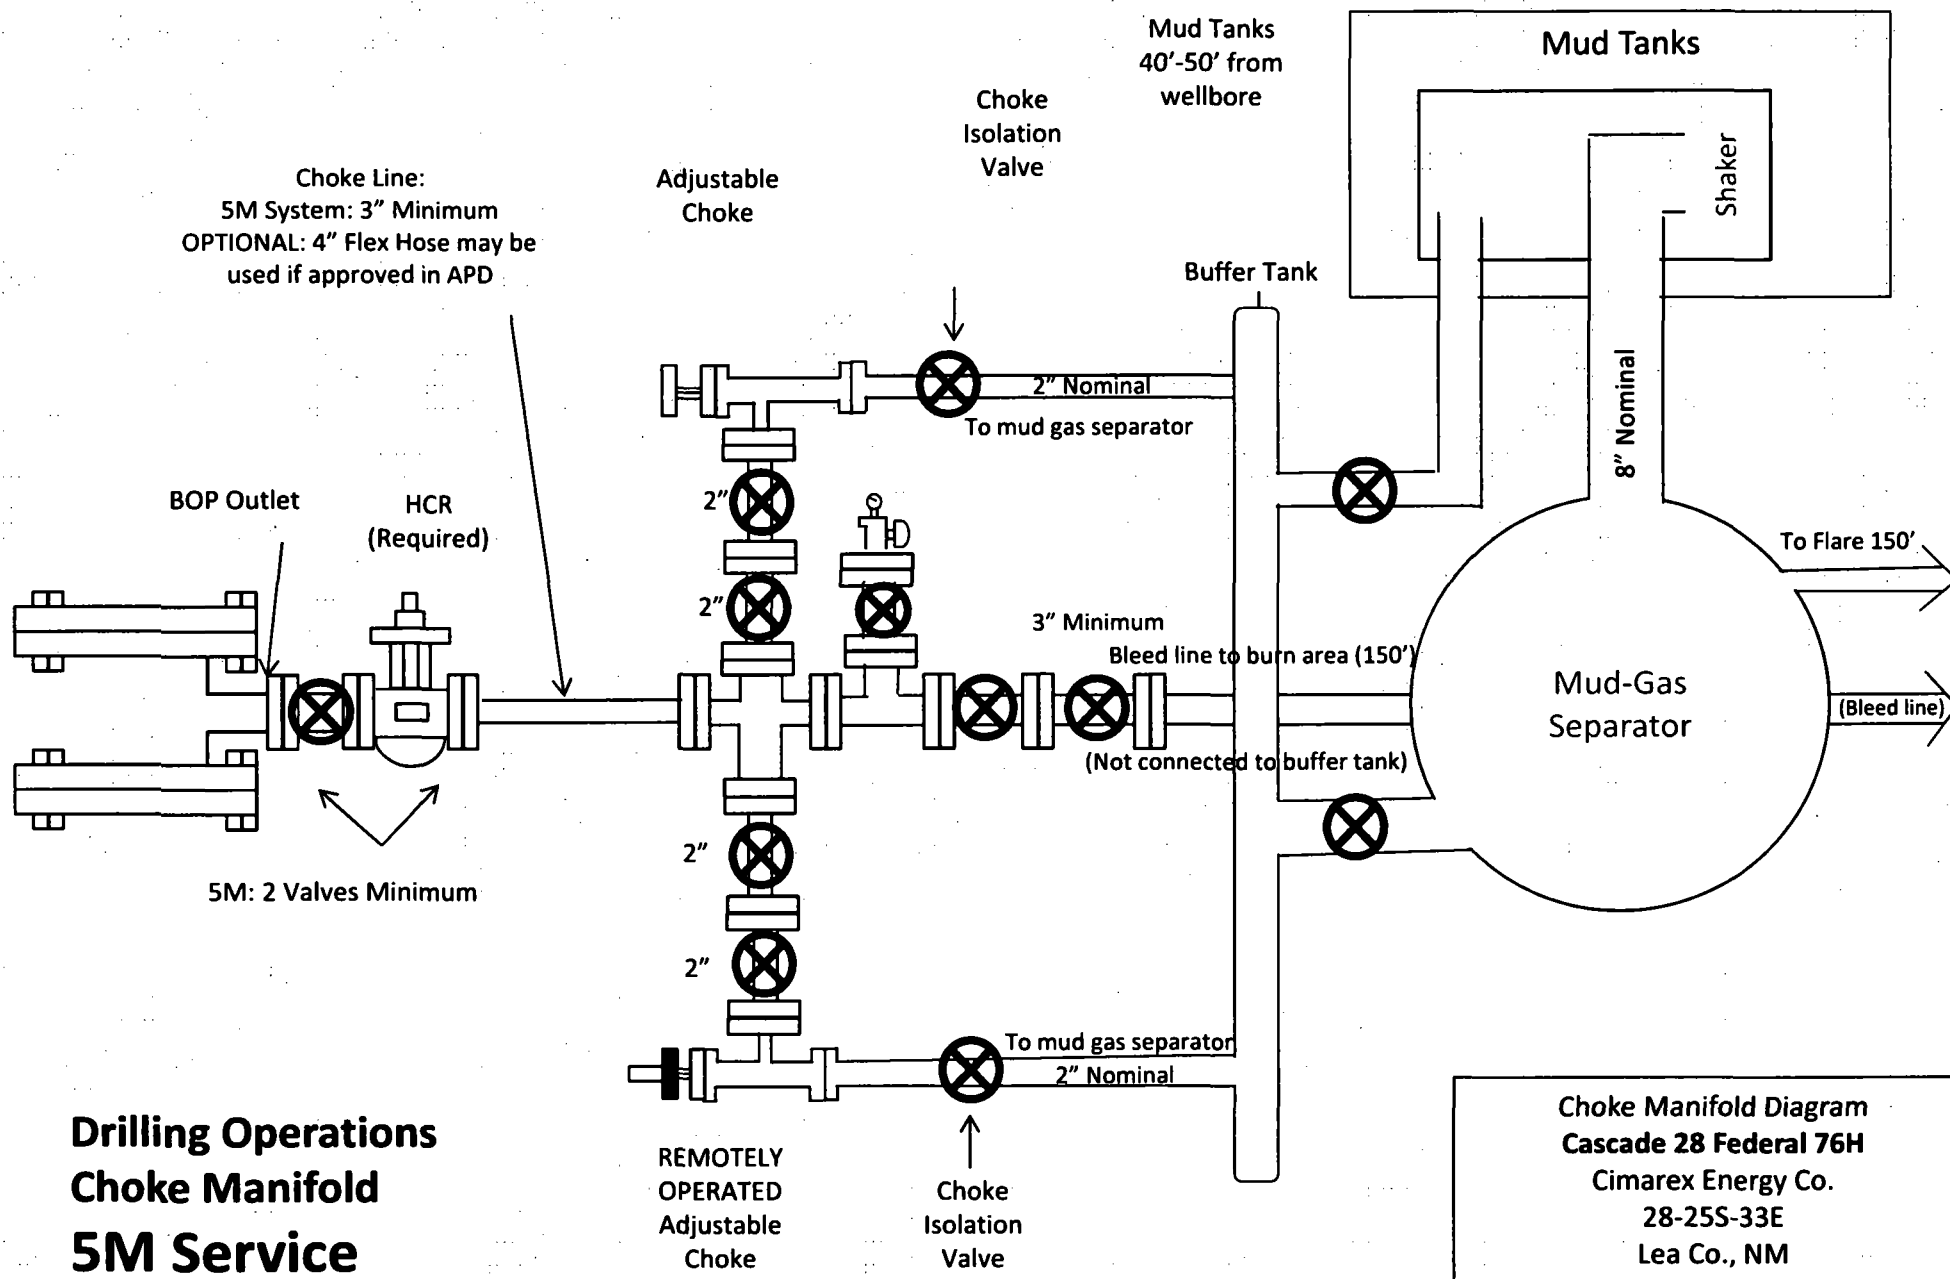 Mud Tanks
40’-50’ from
wellbore
Mud Tanks
Shaker
Choke
Isolation
Valve
Choke Line:
5M System: 3” Minimum
OPTIONAL: 4” Flex Hose may be
used if approved in APD
Adjustable
Choke
Buffer Tank
2” Nominal
To mud gas separator
8” Nominal
BOP Outlet
HCR
(Required)
2”
2”
To Flare 150’
3” Minimum
Bleed line to burn area (150’)
Mud-Gas
Separator
(Bleed line)
(Not connected to buffer tank)
5M: 2 Valves Minimum
2”
2”
To mud gas separator
2” Nominal
REMOTELY
OPERATED
Adjustable
Choke
Choke
Isolation
Valve
Drilling Operations
Choke Manifold
5M Service
Choke Manifold Diagram
Cascade 28 Federal 76H
Cimarex Energy Co.
28-25S-33E
Lea Co., NM